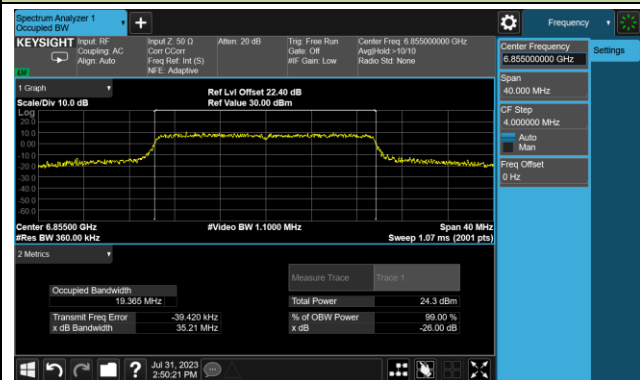 Spectrum Analyzer 1
Occupied BW
Frequency
KEYSIGHT
Input: RF
Coupling: AC
Align: Auto
Input Z: 50 Ω
Corr CCorr
Freq Ref: Int (S)
NFE: Adaptive
Atten: 20 dB
Trig: Free Run
Gate: Off
#IF Gain: Low
Center Freq: 6.855000000 GHz
Avg|Hold:>10/10
Radio Std: None
Center Frequency
6.855000000 GHz
Settings
Span
40.000 MHz
CF Step
4.000000 MHz
Auto
Man
Freq Offset
0 Hz
1 Graph
Scale/Div 10.0 dB
Ref Lvl Offset 22.40 dB
Ref Value 30.00 dBm
Log
20.0
10.0
0.00
-10.0
-20.0
-30.0
-40.0
-50.0
-60.0
Center 6.85500 GHz
#Video BW 1.1000 MHz
Span 40 MHz
#Res BW 360.00 kHz
Sweep 1.07 ms (2001 pts)
2 Metrics
Measure Trace
Trace 1
Occupied Bandwidth
19.365 MHz
Total Power
24.3 dBm
Transmit Freq Error
-39.420 kHz
% of OBW Power
99.00 %
x dB Bandwidth
35.21 MHz
x dB
-26.00 dB
Jul 31, 2023
2:50:21 PM